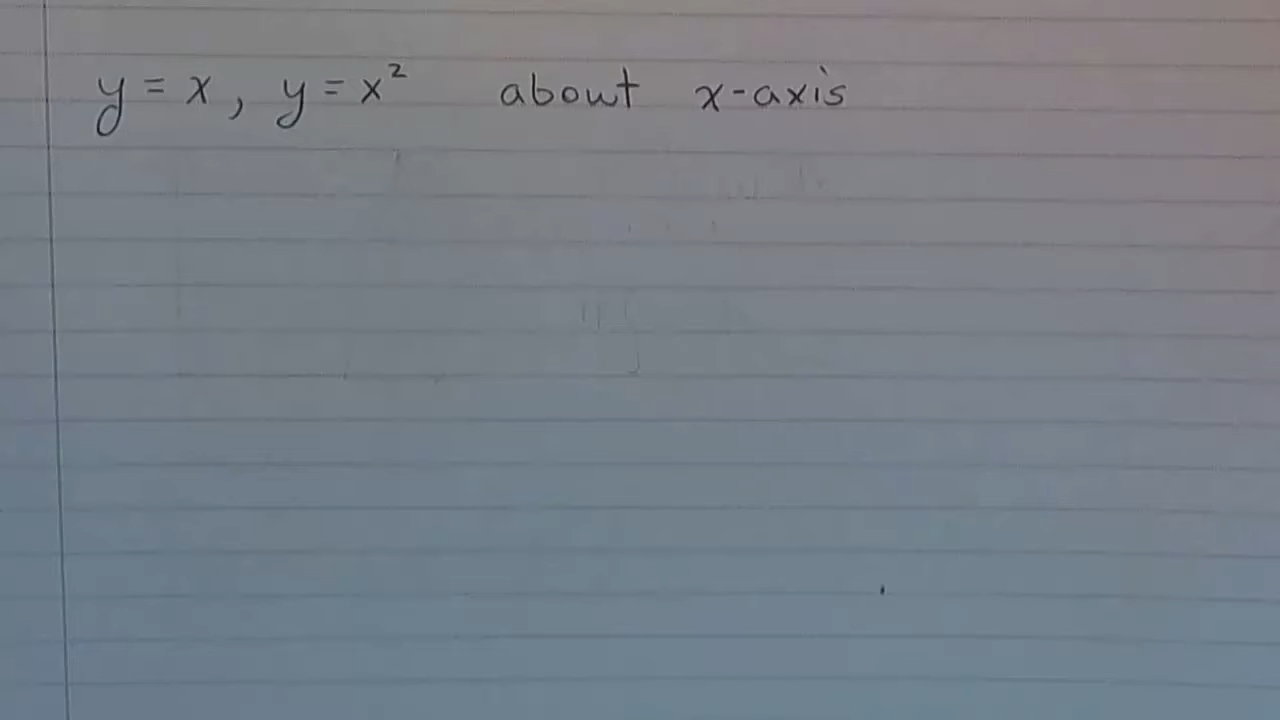 y = x, y = x² about x-axis